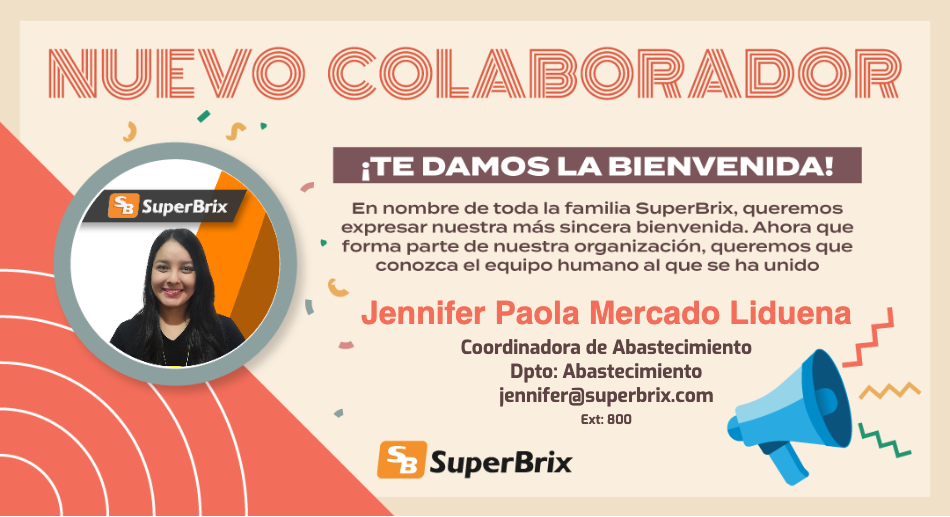 NUEVO COLABORADOR
¡TE DAMOS LA BIENVENIDA!
SB SuperBrix
En nombre de toda la familia SuperBrix, queremos
expresar nuestra más sincera bienvenida. Ahora que
forma parte de nuestra organización, queremos que
conozca el equipo humano al que se ha unido
Jennifer Paola Mercado Liduena
Coordinadora de Abastecimiento
Dpto: Abastecimiento
jennifer@superbrix.com
Ext: 800
SB SuperBrix